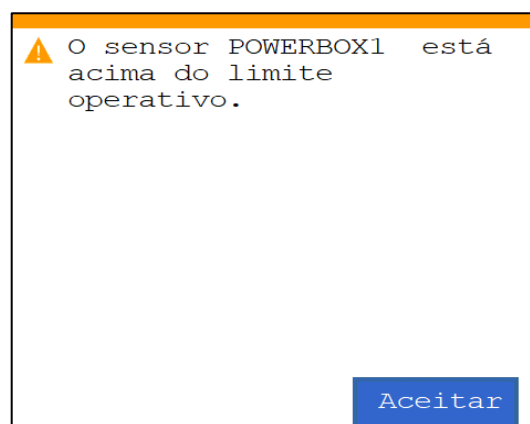 O sensor POWERBOX1 está
acima do limite
operativo.
Aceitar